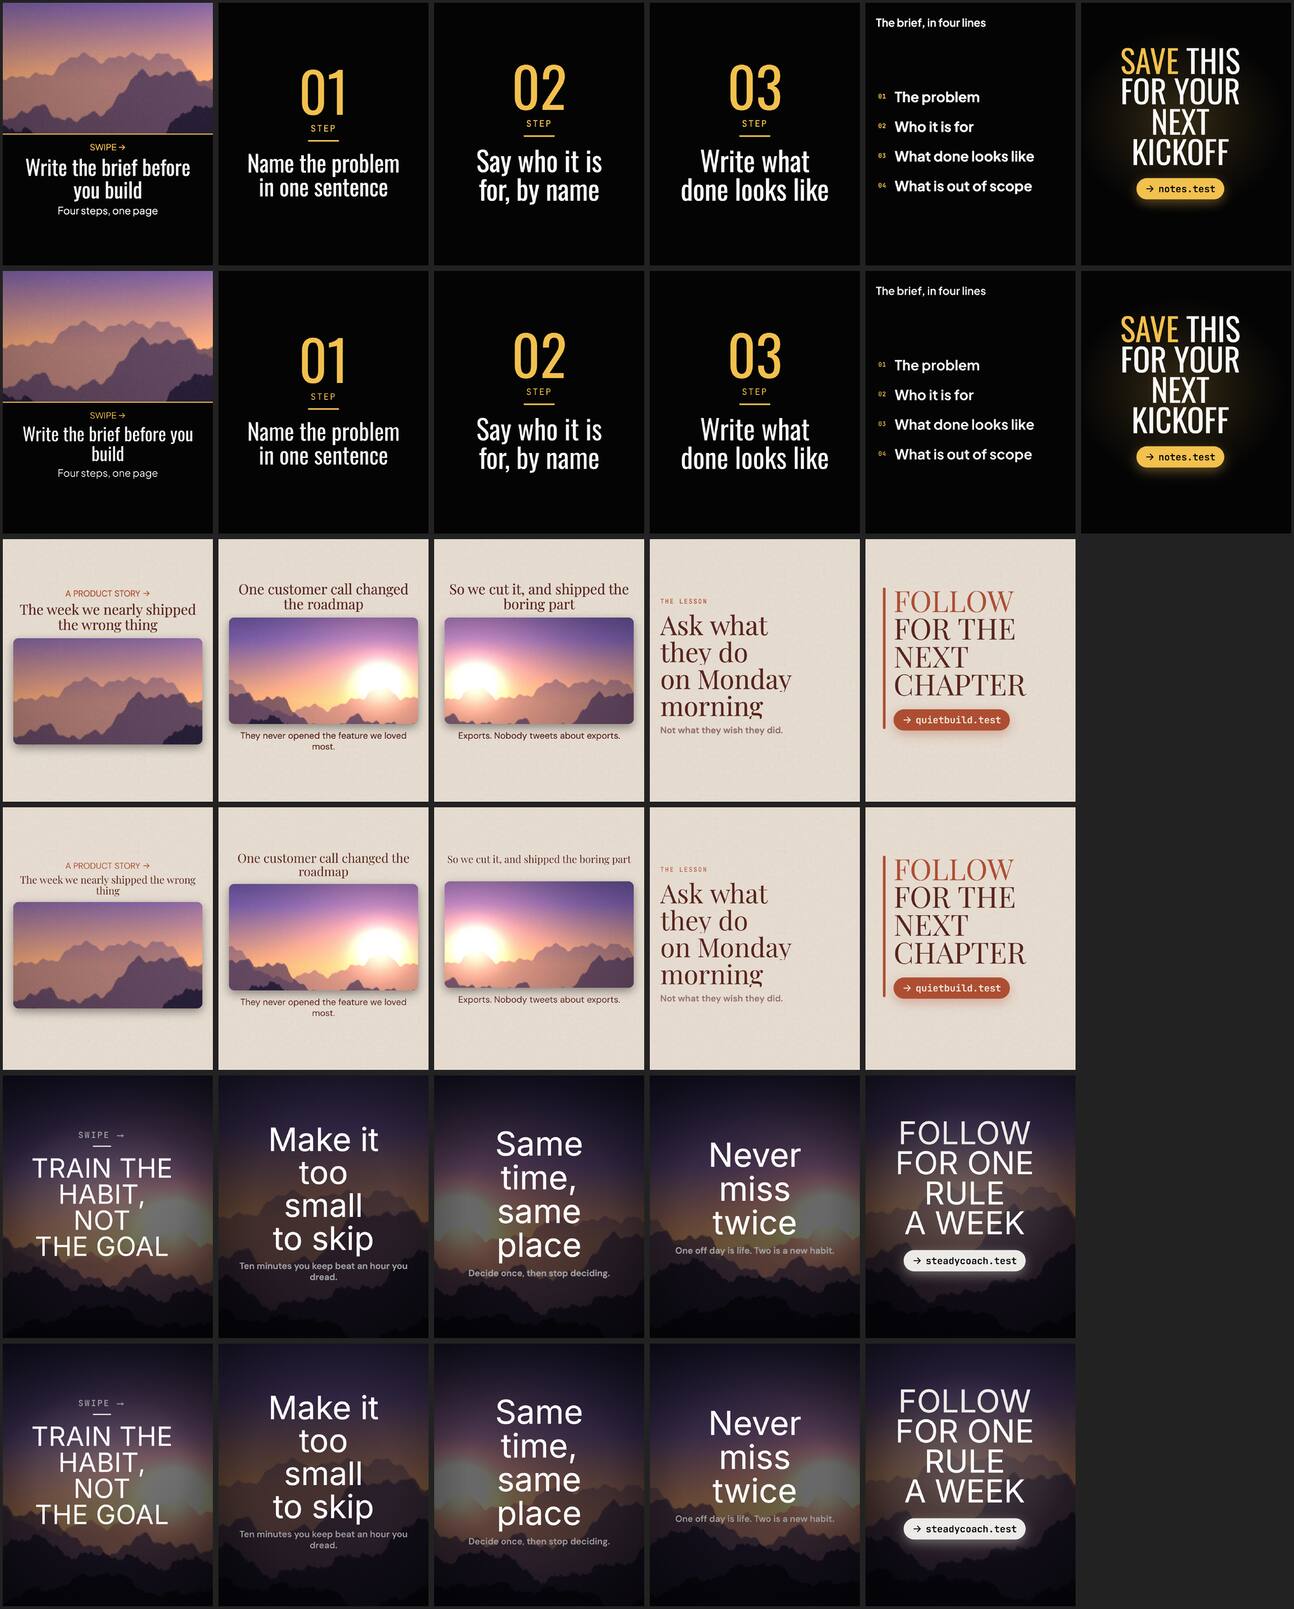 SWIPE →
Write the brief before
you build
Four steps, one page
01
STEP
Name the problem
in one sentence
02
STEP
Say who it is
for, by name
03
STEP
Write what
done looks like
The brief, in four lines
01 The problem
02 Who it is for
03 What done looks like
04 What is out of scope
SAVE THIS
FOR YOUR
NEXT
KICKOFF
→ notes.test
SWIPE →
Write the brief before you
build
Four steps, one page
01
STEP
Name the problem
in one sentence
02
STEP
Say who it is
for, by name
03
STEP
Write what
done looks like
The brief, in four lines
01 The problem
02 Who it is for
03 What done looks like
04 What is out of scope
SAVE THIS
FOR YOUR
NEXT
KICKOFF
→ notes.test
A PRODUCT STORY →
The week we nearly shipped
the wrong thing
One customer call changed
the roadmap
They never opened the feature we loved
most.
So we cut it, and shipped the
boring part
Exports. Nobody tweets about exports.
THE LESSON
Ask what
they do
on Monday
morning
Not what they wish they did.
FOLLOW
FOR THE
NEXT
CHAPTER
→ quietbuild.test
A PRODUCT STORY →
The week we nearly shipped the wrong
thing
One customer call changed the
roadmap
They never opened the feature we loved
most.
So we cut it, and shipped the boring part
Exports. Nobody tweets about exports.
THE LESSON
Ask what
they do
on Monday
morning
Not what they wish they did.
FOLLOW
FOR THE
NEXT
CHAPTER
→ quietbuild.test
SWIPE →
TRAIN THE
HABIT,
NOT
THE GOAL
Make it
too
small
to skip
Ten minutes you keep beat an hour you
dread.
Same
time,
same
place
Decide once, then stop deciding.
Never
miss
twice
One off day is life. Two is a new habit.
FOLLOW
FOR ONE
RULE
A WEEK
→ steadycoach.test
SWIPE →
TRAIN THE
HABIT,
NOT
THE GOAL
Make it
too
small
to skip
Ten minutes you keep beat an hour you
dread.
Same
time,
same
place
Decide once, then stop deciding.
Never
miss
twice
One off day is life. Two is a new habit.
FOLLOW
FOR ONE
RULE
A WEEK
→ steadycoach.test